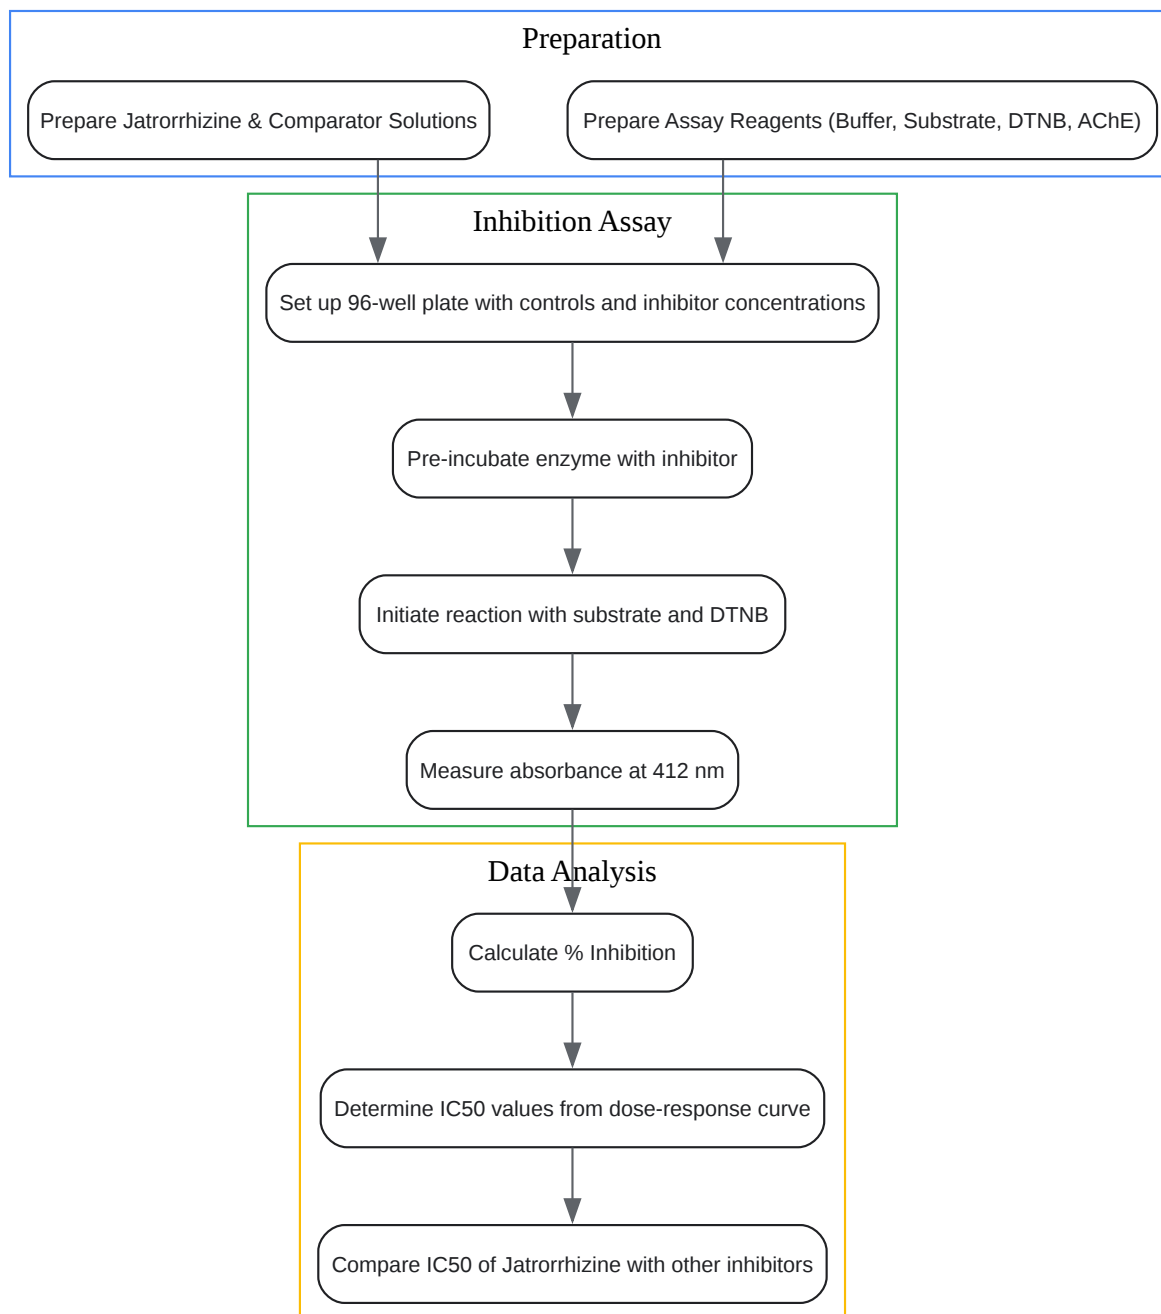 Preparation
Prepare Jatrorrhizine & Comparator Solutions
Prepare Assay Reagents (Buffer, Substrate, DTNB, AChE)
Inhibition Assay
Set up 96-well plate with controls and inhibitor concentrations
Pre-incubate enzyme with inhibitor
Initiate reaction with substrate and DTNB
Measure absorbance at 412 nm
Data Analysis
Calculate % Inhibition
Determine IC50 values from dose-response curve
Compare IC50 of Jatrorrhizine with other inhibitors